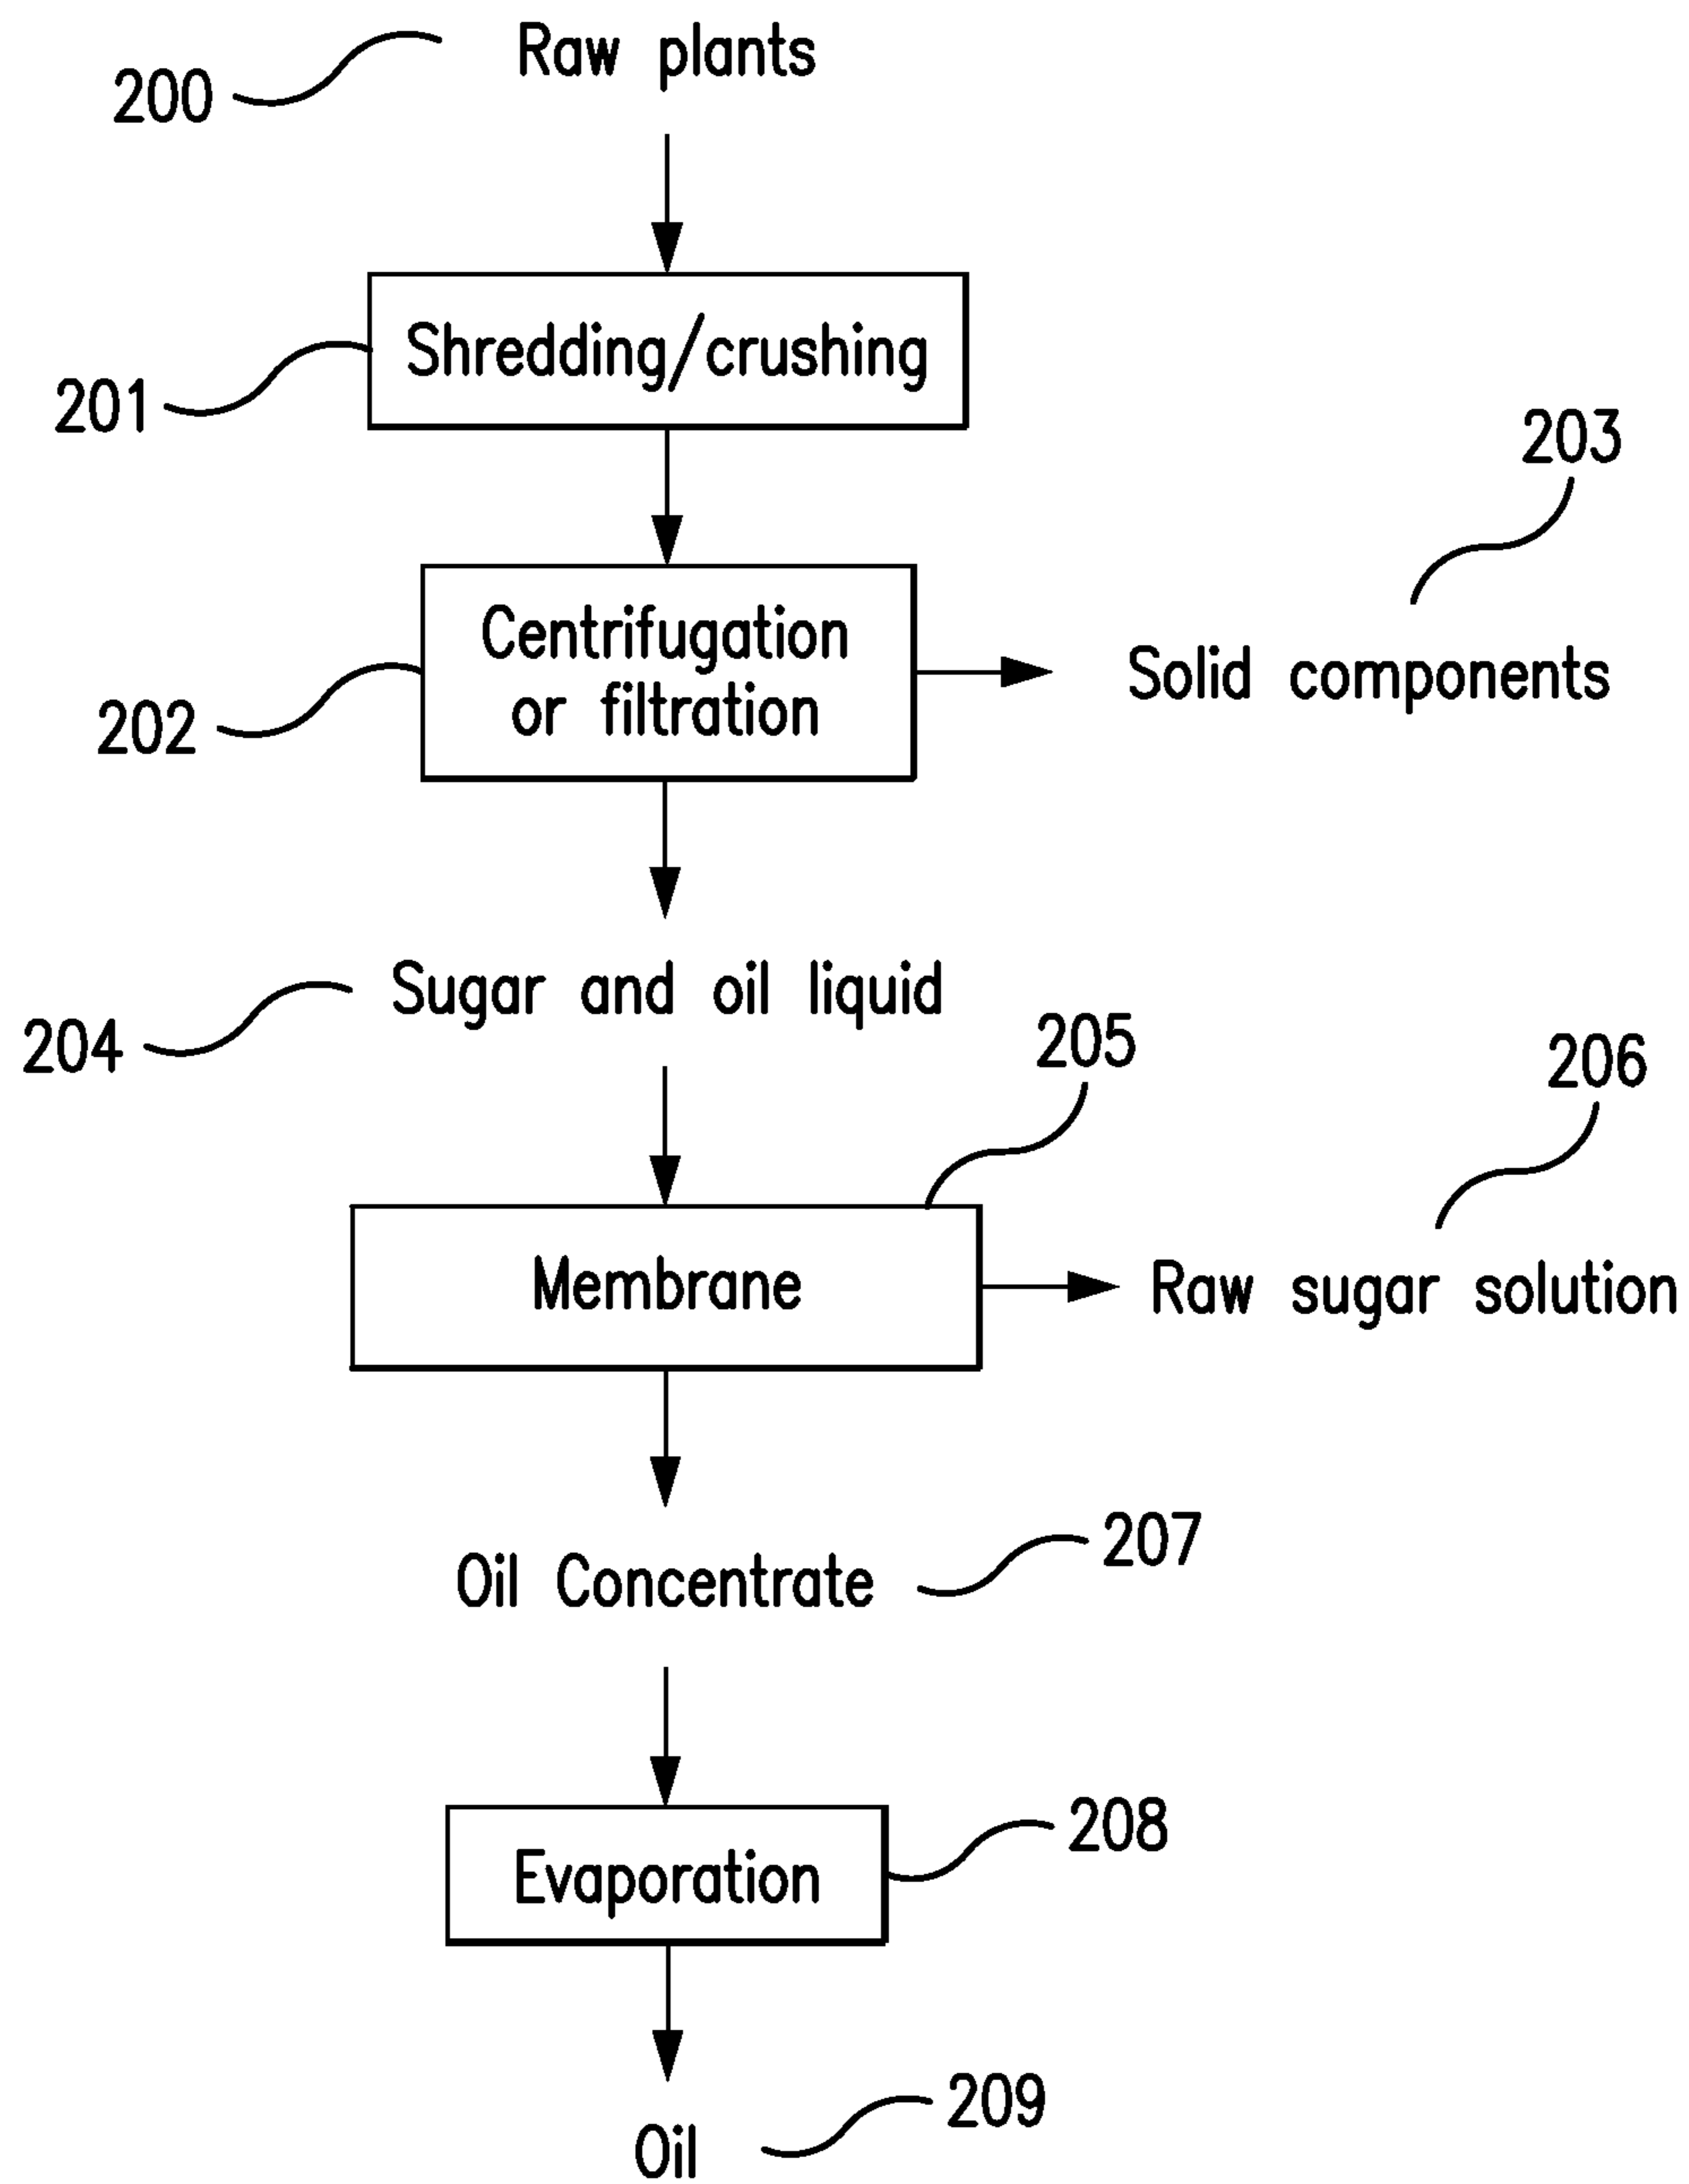 Raw plants
200
Shredding/crushing
201
203
Centrifugation
or filtration
Solid components
202
Sugar and oil liquid
204
205
206
Membrane
Raw sugar solution
207
Oil Concentrate
208
Evaporation
209
Oil